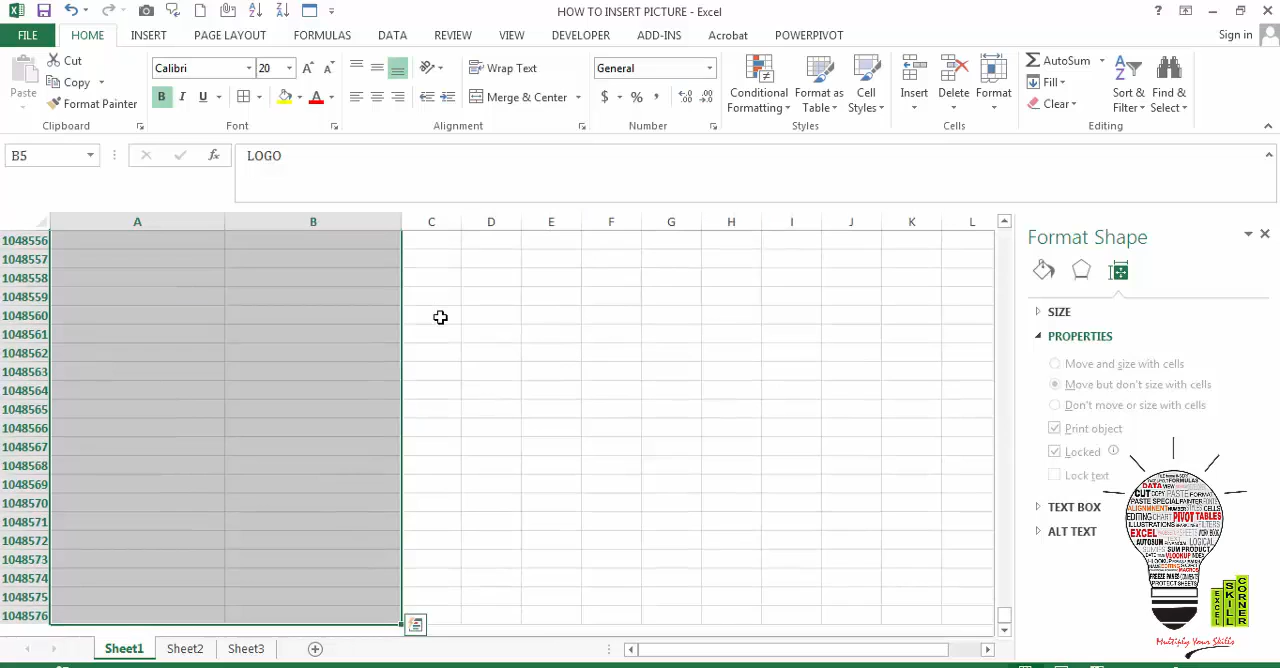 HOW TO INSERT PICTURE - Excel
?
FILE
HOME
INSERT
PAGE LAYOUT
FORMULAS
DATA
REVIEW
VIEW
DEVELOPER
ADD-INS
Acrobat
POWERPIVOT
Sign in
Paste
Cut
Copy
Format Painter
Clipboard
Calibri
20
B I U
Font
Wrap Text
Merge & Center
Alignment
General
$ % ,
Number
Conditional Formatting
Format as Table
Cell Styles
Styles
Insert
Delete
Format
Cells
AutoSum
Fill
Clear
Sort & Filter
Find & Select
Editing
B5
fx
LOGO
A B C D E F G H I J K L
1048556
1048557
1048558
1048559
1048560
1048561
1048562
1048563
1048564
1048565
1048566
1048567
1048568
1048569
1048570
1048571
1048572
1048573
1048574
1048575
1048576
Format Shape
SIZE
PROPERTIES
Move and size with cells
Move but don't size with cells
Don't move or size with cells
Print object
Locked
Lock text
TEXT BOX
ALT TEXT
PIVOT TABLES
EXCEL
EXCEL SKILL CORNER
Multiply Your Skills
Sheet1
Sheet2
Sheet3